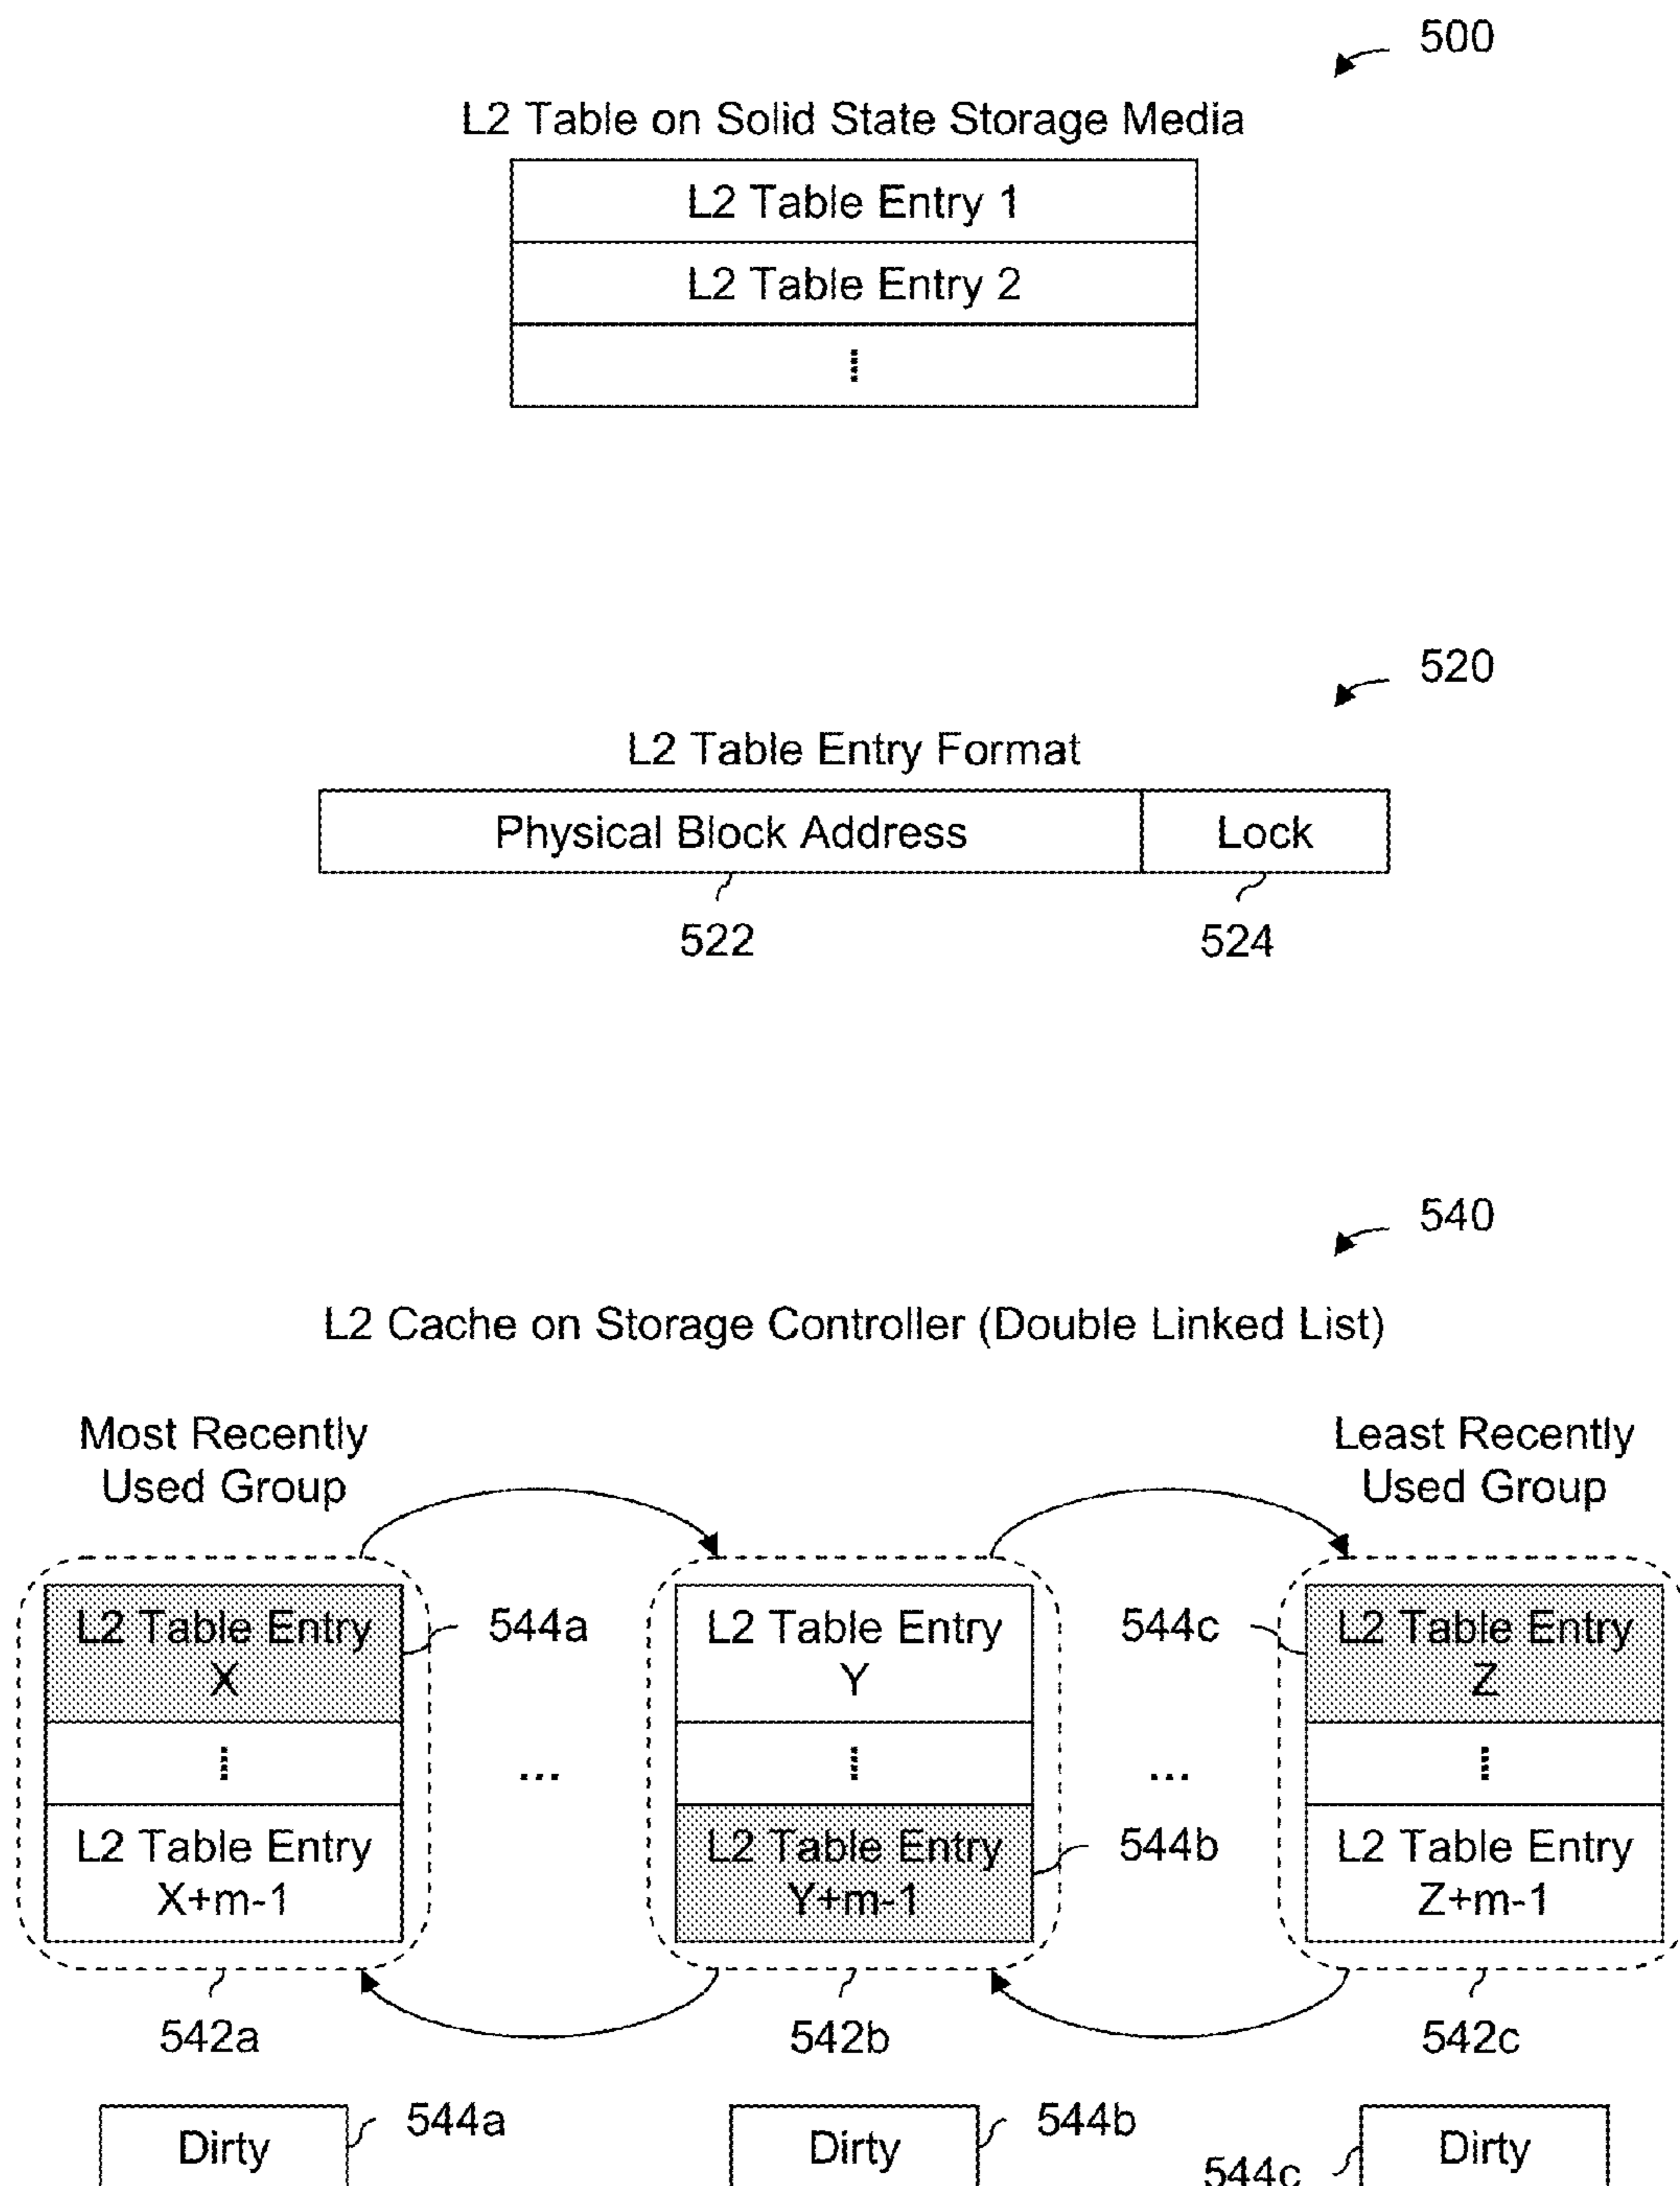 500
L2 Table on Solid State Storage Media
L2 Table Entry 1
L2 Table Entry 2
⁞
520
L2 Table Entry Format
Physical Block Address Lock
522 524
540
L2 Cache on Storage Controller (Double Linked List)
Most Recently
Used Group
Least Recently
Used Group
L2 Table Entry
X
544a
⁞
L2 Table Entry
X+m-1
...
L2 Table Entry
Y
⁞
L2 Table Entry
Y+m-1
544b
...
544c
L2 Table Entry
Z
⁞
L2 Table Entry
Z+m-1
542a 542b 542c
Dirty 544a
Dirty 544b
544c Dirty